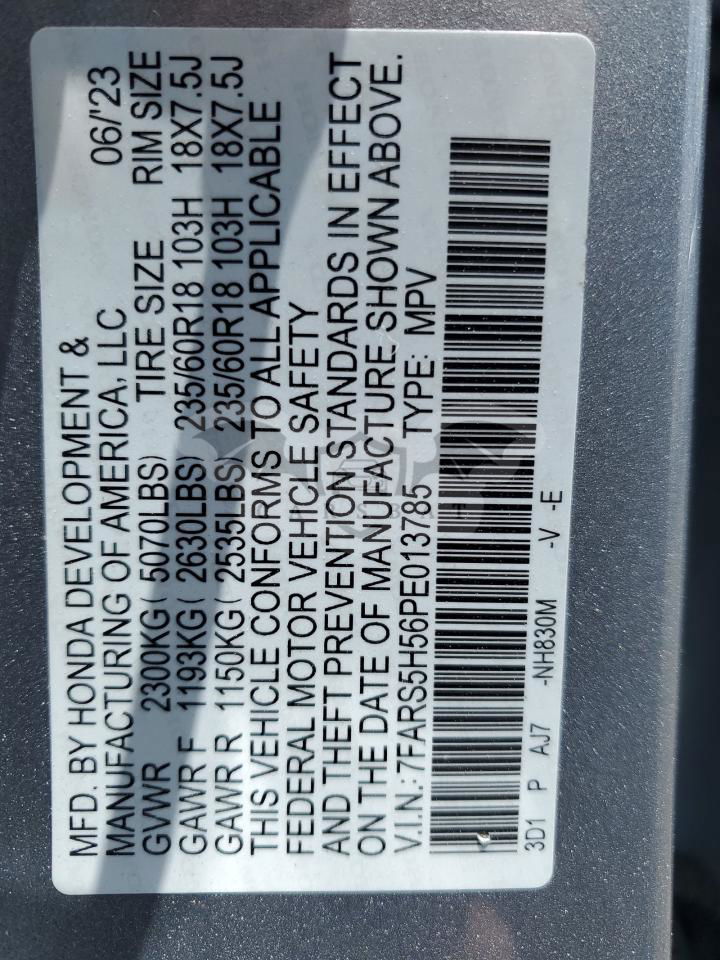 MFD. BY HONDA DEVELOPMENT &
MANUFACTURING OF AMERICA, LLC 06/'23
GVWR 2300KG ( 5070LBS) TIRE SIZE RIM SIZE
GAWR F 1193KG ( 2630LBS) 235/60R18 103H 18X7.5J
GAWR R 1150KG ( 2535LBS) 235/60R18 103H 18X7.5J
THIS VEHICLE CONFORMS TO ALL APPLICABLE
FEDERAL MOTOR VEHICLE SAFETY
AND THEFT PREVENTION STANDARDS IN EFFECT
ON THE DATE OF MANUFACTURE SHOWN ABOVE.
V.I.N.: 7FARS5H56PE013785 TYPE: MPV
3D1 P AJ7 -NH830M -V -E